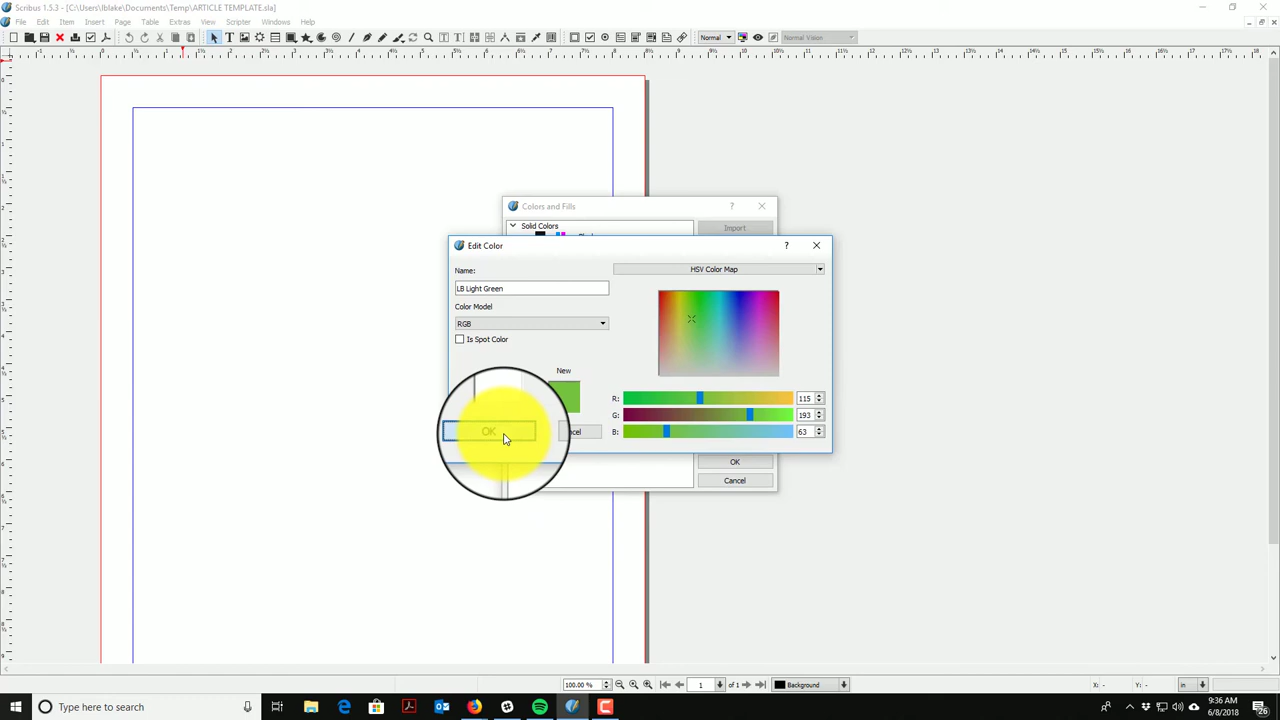 Scribus 1.5.3 - [C:\Users\lblake\Documents\Temp\ARTICLE TEMPLATE.sla]
File Edit Item Insert Page Table Extras View Scripter Windows Help
Normal Normal Vision
Colors and Fills
Solid Colors
Import
Edit Color
Name:
HSV Color Map
LB Light Green
Color Model
RGB
Is Spot Color
New
R: 115
G: 193
OK
B: 63
OK
Cancel
100.00 % 1 of 1 Background X: - Y: - in
Type here to search
9:36 AM
6/8/2018
26